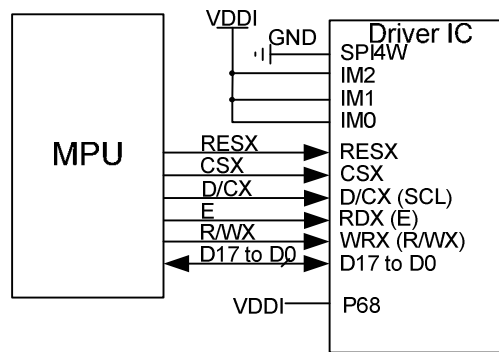 VDDI
GND
Driver IC
SPI4W
IM2
IM1
IM0
MPU
RESX
RESX
CSX
CSX
D/CX
D/CX (SCL)
E
RDX (E)
R/WX
WRX (R/WX)
D17 to D0
D17 to D0
VDDI
P68